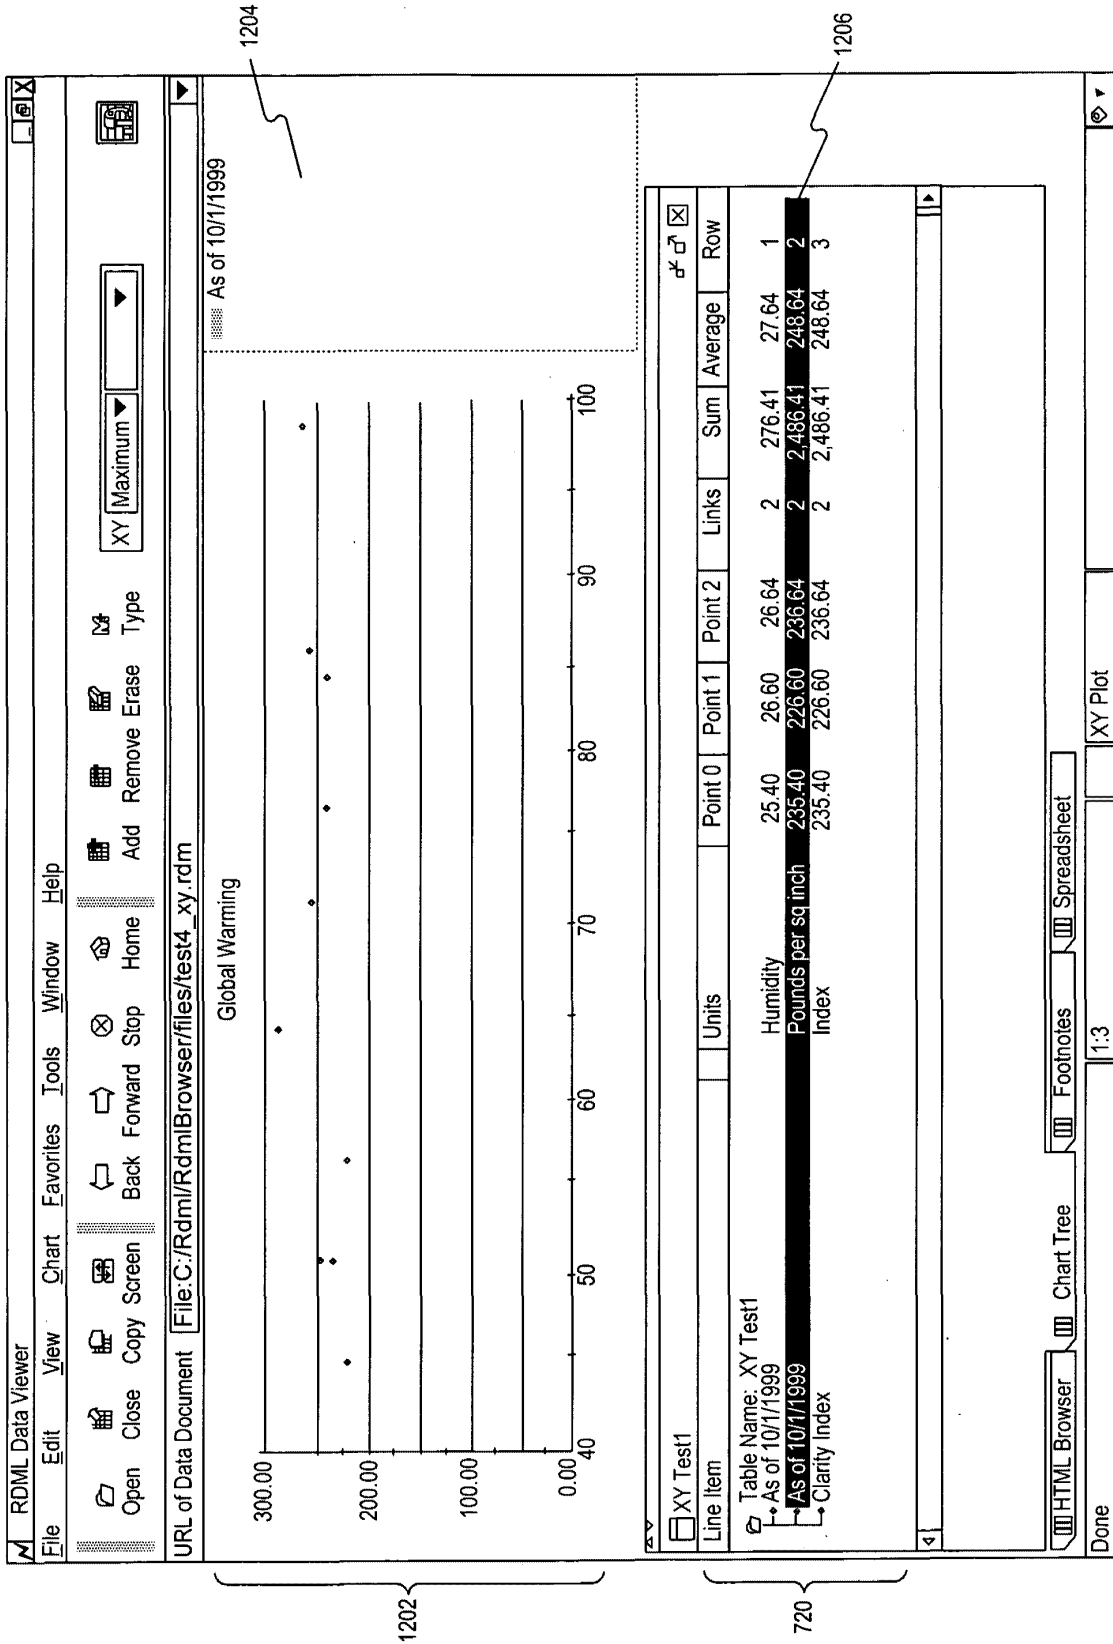 RDML Data Viewer
File Edit View Chart Favorites Tools Window Help
Open Close Copy Screen Back Forward Stop Home Add Remove Erase Type XY Maximum
URL of Data Document File:C:/Rdml/RdmlBrowser/files/test4_xy.rdm
Global Warming
As of 10/1/1999
300.00
200.00
100.00
0.00
40 50 60 70 80 90 100
1202
1204
XY Test1
Line Item Units Point 0 Point 1 Point 2 Links Sum Average Row
Table Name: XY Test1
As of 10/1/1999 Humidity 25.40 26.60 26.64 2 276.41 27.64 1
As of 10/1/1999 Pounds per sq inch 235.40 226.60 236.64 2 2,486.41 248.64 2
Clarity Index Index 235.40 226.60 236.64 2 2,486.41 248.64 3
720
1206
HTML Browser Chart Tree Footnotes Spreadsheet
Done 1:3 XY Plot